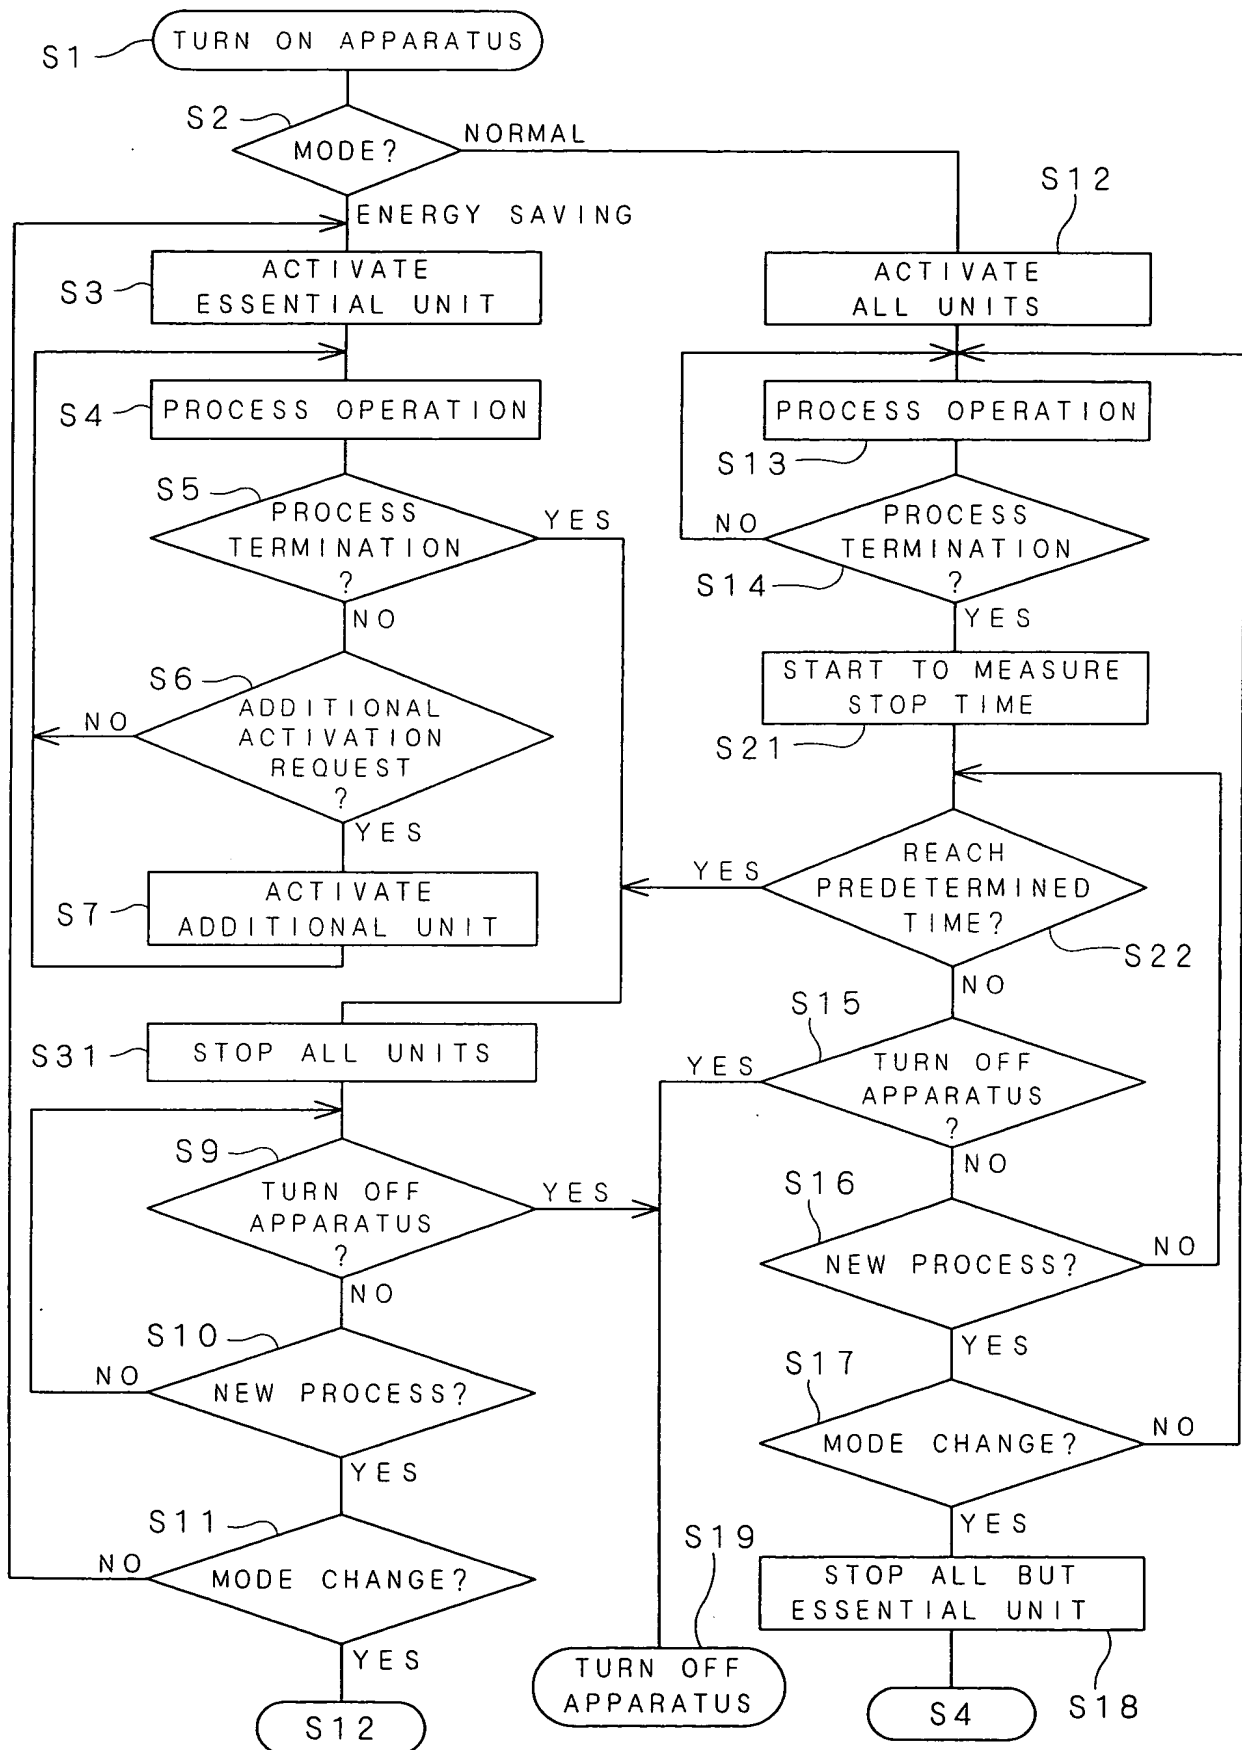 S1
TURN ON APPARATUS
S2
MODE?
NORMAL
ENERGY SAVING
S3
ACTIVATE
ESSENTIAL UNIT
S4
PROCESS OPERATION
S5
PROCESS
TERMINATION
?
YES
NO
S6
ADDITIONAL
ACTIVATION
REQUEST
?
NO
YES
S7
ACTIVATE
ADDITIONAL UNIT
S31
STOP ALL UNITS
S9
TURN OFF
APPARATUS
?
YES
NO
S10
NEW PROCESS?
NO
YES
S11
MODE CHANGE?
NO
YES
S12
S12
ACTIVATE
ALL UNITS
PROCESS OPERATION
S13
PROCESS
TERMINATION
?
NO
S14
YES
START TO MEASURE
STOP TIME
S21
REACH
PREDETERMINED
TIME?
YES
S22
NO
S15
TURN OFF
APPARATUS
?
YES
NO
S16
NEW PROCESS?
NO
YES
S17
MODE CHANGE?
NO
YES
STOP ALL BUT
ESSENTIAL UNIT
S18
S4
S19
TURN OFF
APPARATUS